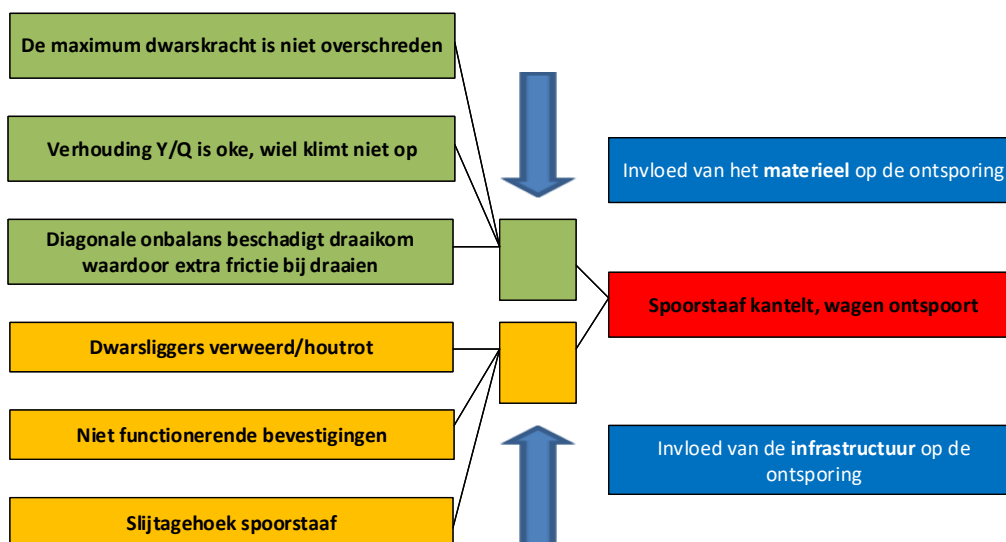 De maximum dwarskracht is niet overschreden
Verhouding Y/Q is oke, wiel klimt niet op
Diagonale onbalans beschadigt draaikom
waardoor extra frictie bij draaien
Dwarsliggers verweerd/houtrot
Niet functionerende bevestigingen
Slijtagehoek spoorstaaf
Invloed van het materieel op de ontsporing
Spoorstaaf kantelt, wagen ontspoort
Invloed van de infrastructuur op de
ontsporing